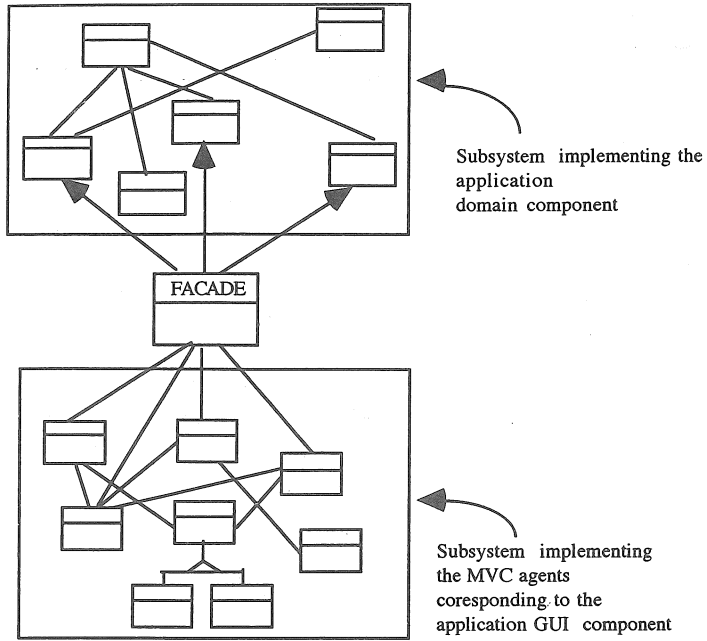 Subsystem implementing the
application
domain component
FACADE
Subsystem implementing
the MVC agents
coresponding to the
application GUI component